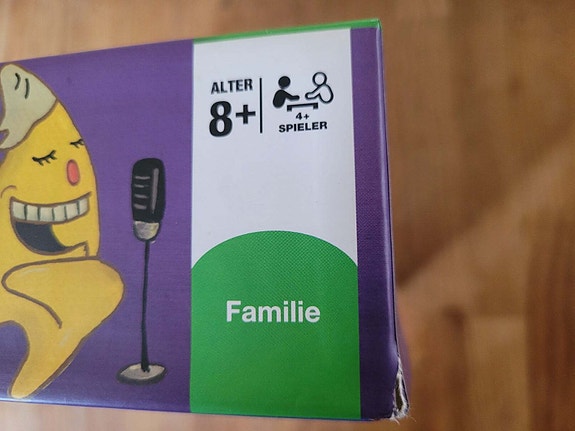 ALTER
8+
4+
SPIELER
Familie